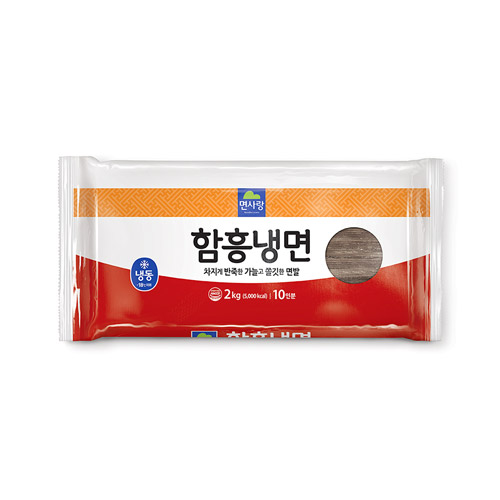 면사랑
함흥냉면
차지게 반죽한 가늘고 쫄깃한 면발
냉동
2kg (5,000 kcal) 10인분
함흥냉면